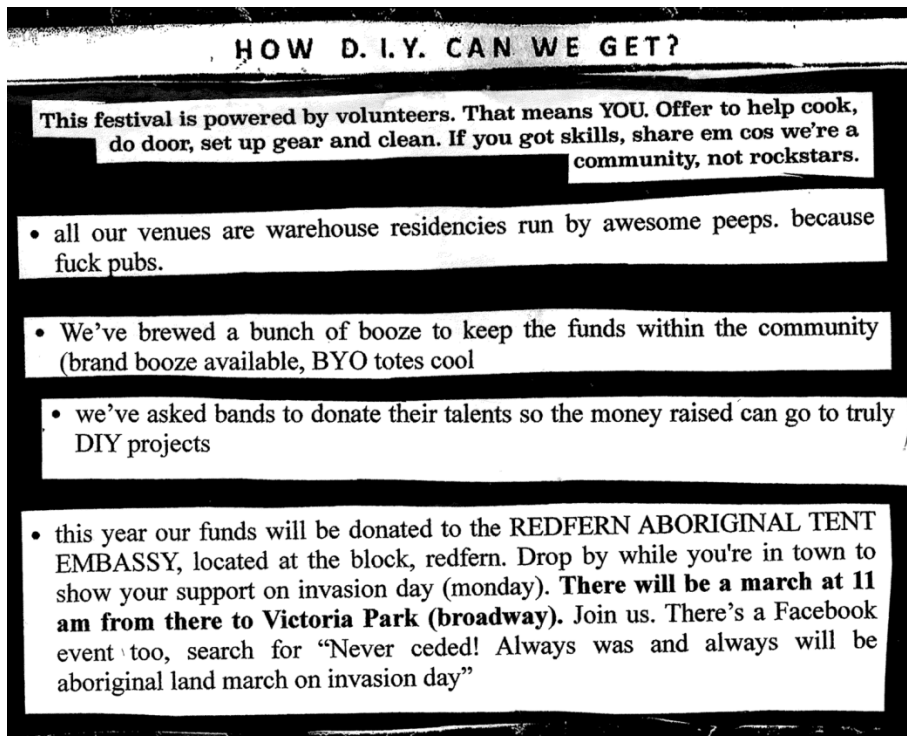 HOW D.I.Y. CAN WE GET?
This festival is powered by volunteers. That means YOU. Offer to help cook,
do door, set up gear and clean. If you got skills, share em cos we're a
community, not rockstars.
• all our venues are warehouse residencies run by awesome peeps. because
fuck pubs.
• We've brewed a bunch of booze to keep the funds within the community
(brand booze available, BYO totes cool
• we've asked bands to donate their talents so the money raised can go to truly
DIY projects
• this year our funds will be donated to the REDFERN ABORIGINAL TENT
EMBASSY, located at the block, redfern. Drop by while you're in town to
show your support on invasion day (monday). There will be a march at 11
am from there to Victoria Park (broadway). Join us. There's a Facebook
event too, search for “Never ceded! Always was and always will be
aboriginal land march on invasion day”